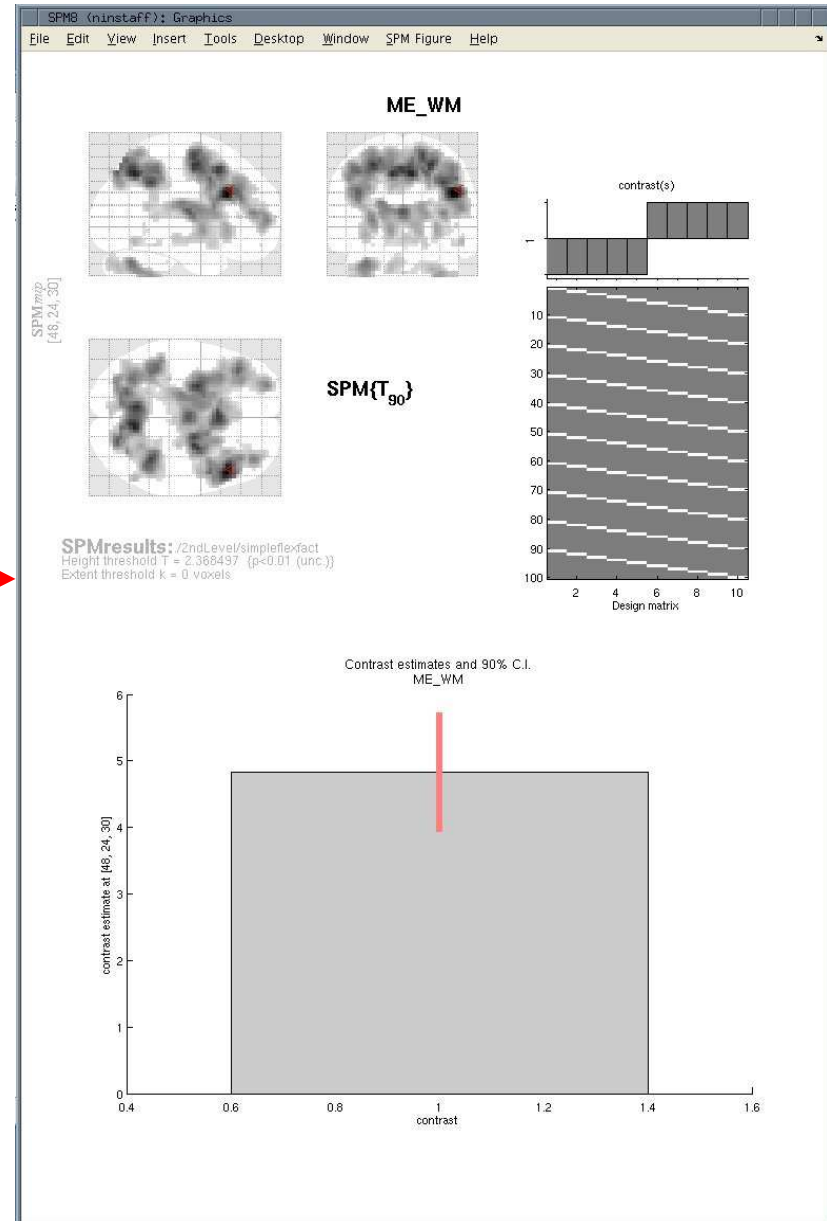 SPM8 (ninstaff): Graphics
File Edit View Insert Tools Desktop Window SPM Figure Help
ME_WM
SPMmip
[48, 24, 30]
SPM{T90}
SPMresults: ./2ndLevel/simpleflexfact
Height threshold T = 2.368497 {p<0.01 (unc.)}
Extent threshold k = 0 voxels
contrast(s)
1
10
20
30
40
50
60
70
80
90
100
2 4 6 8 10
Design matrix
Contrast estimates and 90% C.I.
ME_WM
contrast estimate at [48, 24, 30]
6
5
4
3
2
1
0
0.4 0.6 0.8 1 1.2 1.4 1.6
contrast